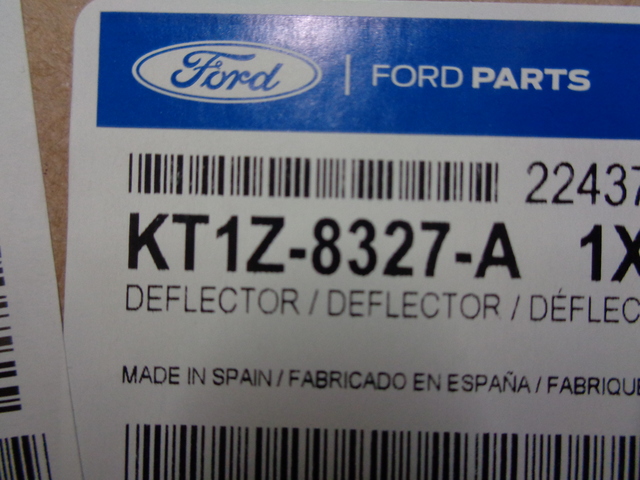 Ford | FORD PARTS
22437
KT1Z-8327-A 1X
DEFLECTOR / DEFLECTOR / DÉFLEC
MADE IN SPAIN / FABRICADO EN ESPAÑA / FABRIQUE